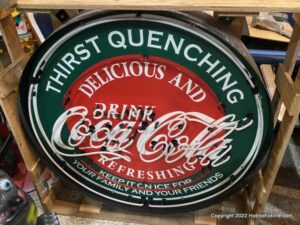 THIRST QUENCHING
DELICIOUS AND
DRINK
Coca-Cola
REFRESHING
KEEP IT ON ICE FOR
YOUR FAMILY AND YOUR FRIENDS
Copyright 2022 Hotrodhotline.com